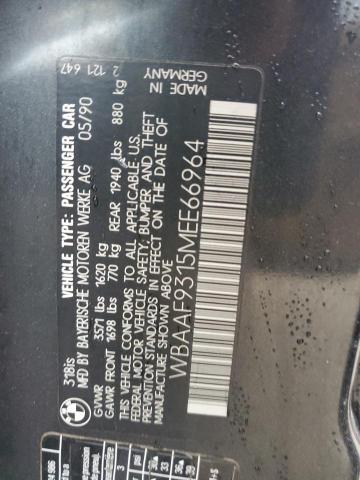 318is
VEHICLE TYPE: PASSENGER CAR
MFD BY BAYERISCHE MOTOREN WERKE AG 05/90
GVWR 3571 lbs 1620 kg
GAWR FRONT 1698 lbs 770 kg REAR 1940 lbs 880 kg
THIS VEHICLE CONFORMS TO ALL APPLICABLE U.S.
FEDERAL MOTOR VEHICLE SAFETY, BUMPER AND THEFT
PREVENTION STANDARDS IN EFFECT ON THE DATE OF
MANUFACTURE SHOWN ABOVE
WBAAF9315MEE66964
MADE IN
GERMANY 2 121 647